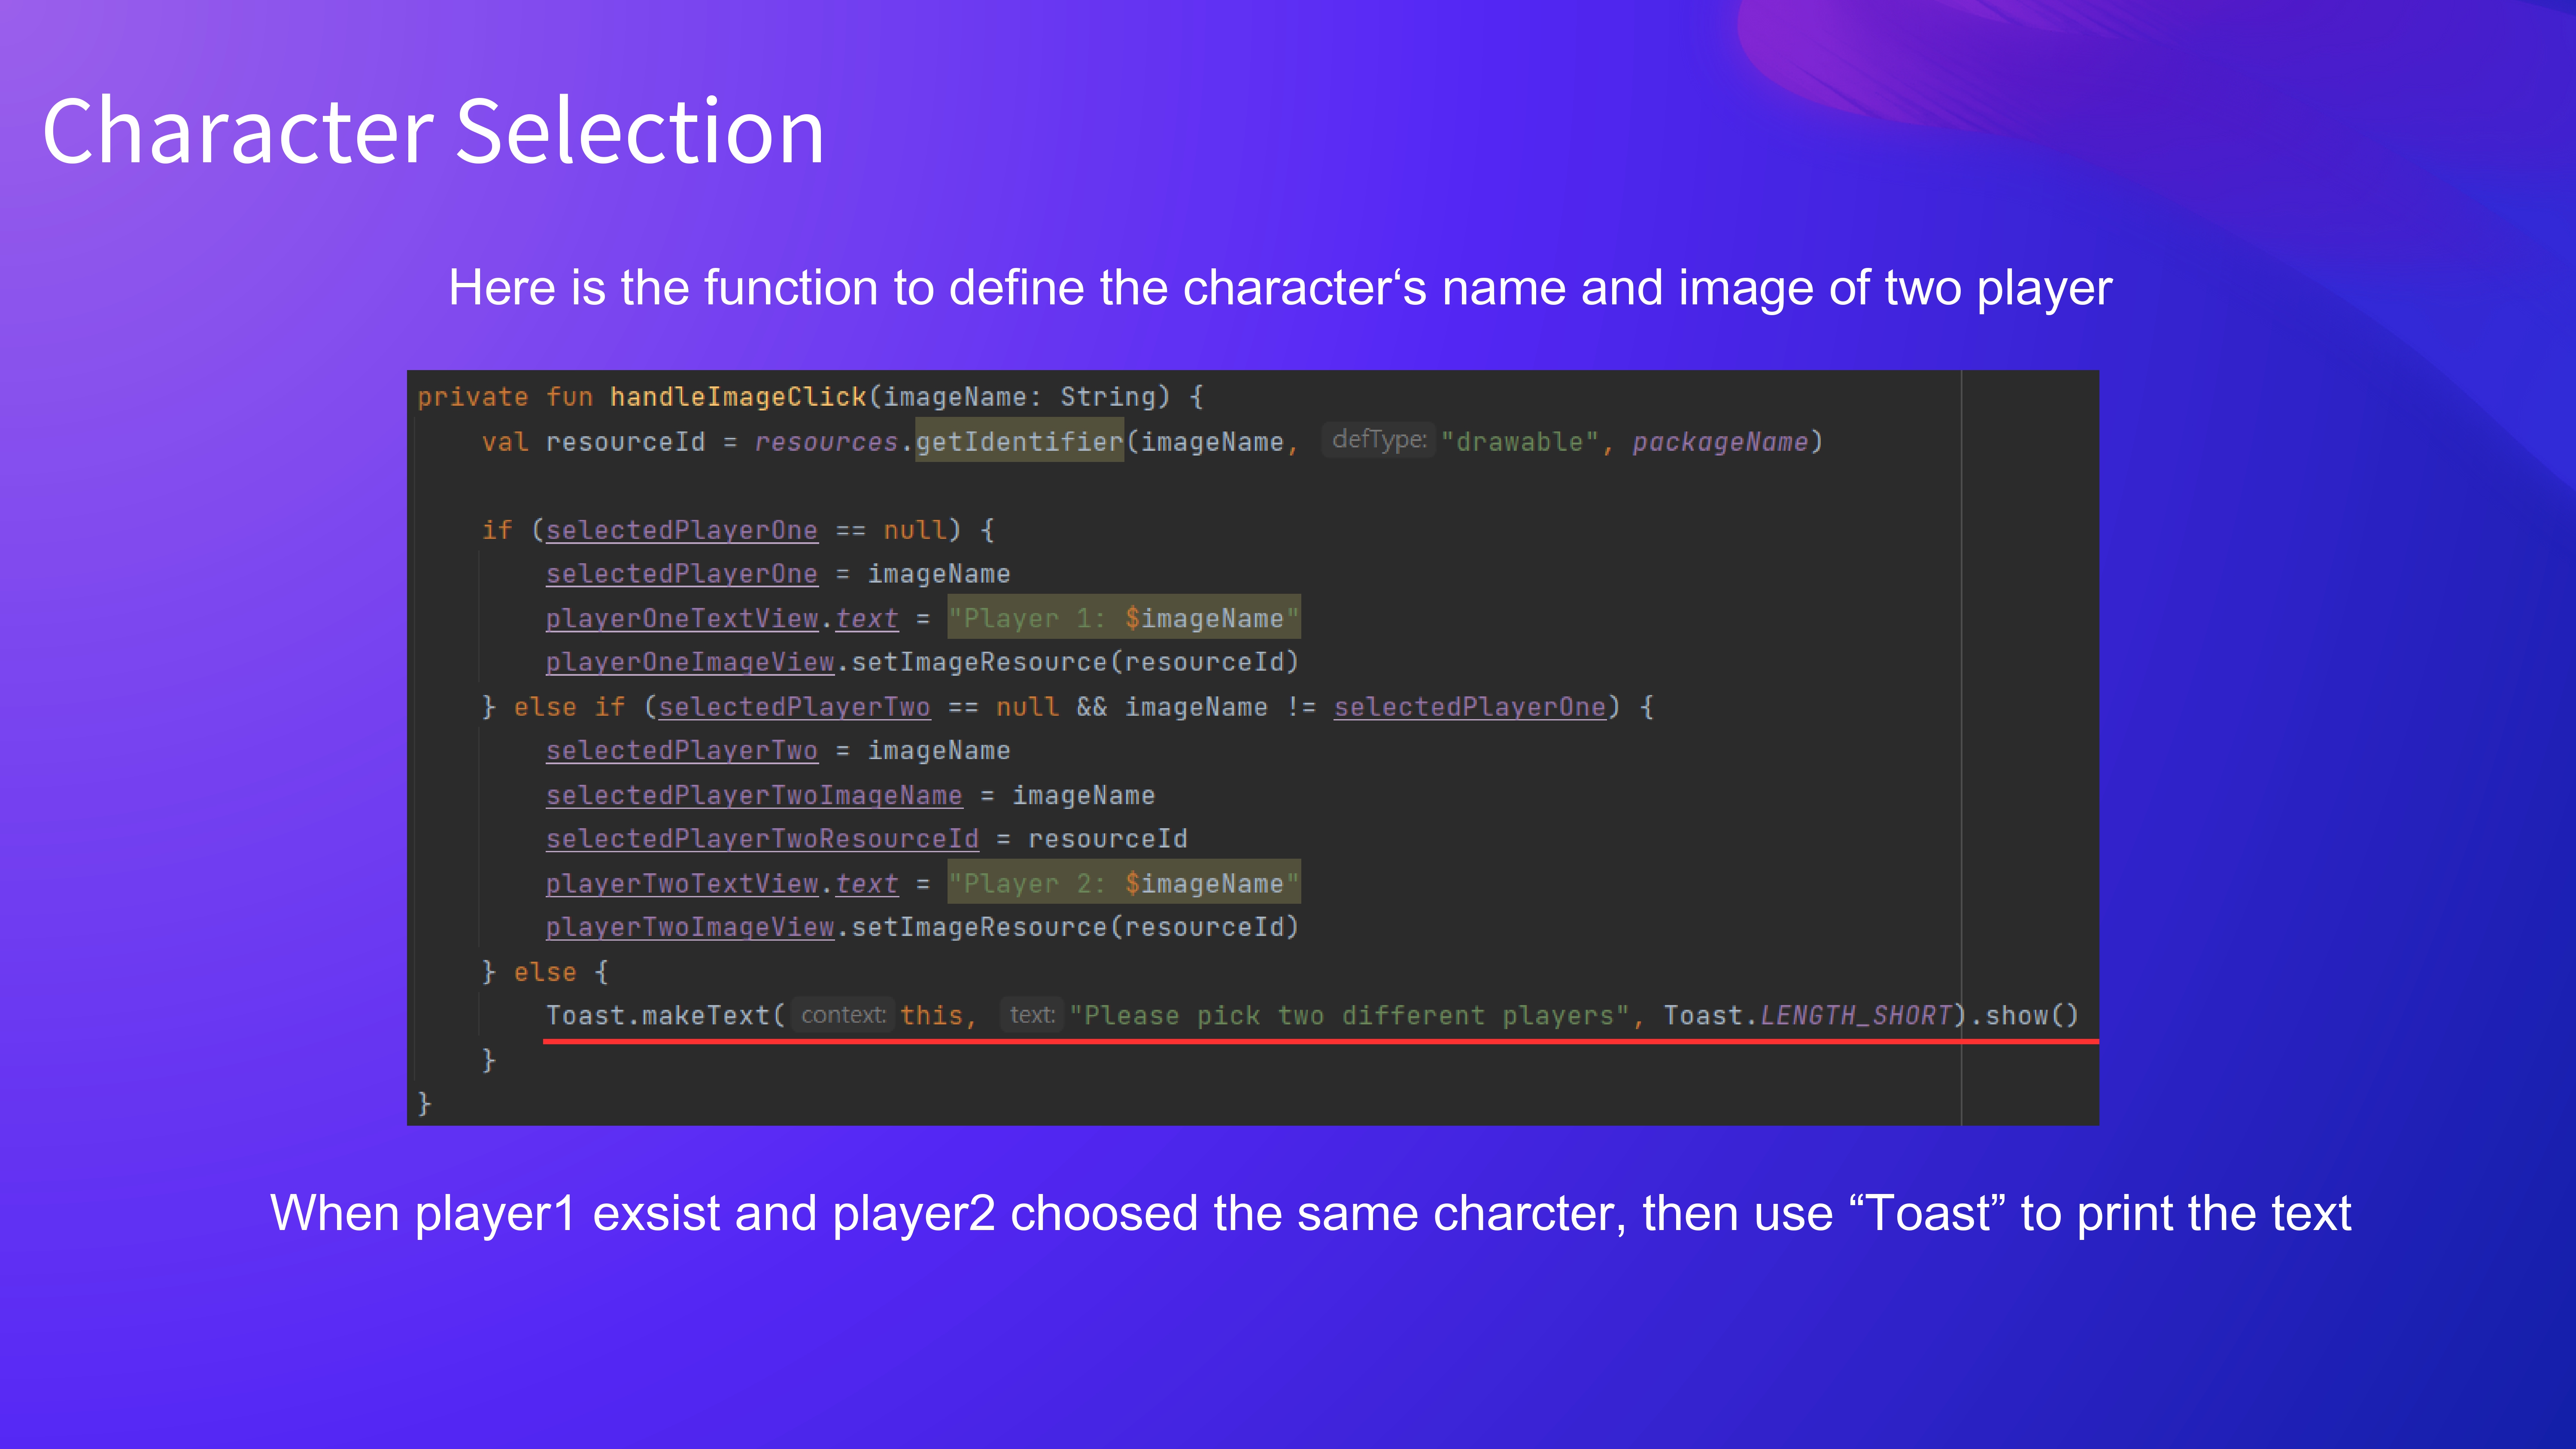 Character Selection
Here is the function to define the character‘s name and image of two player
private fun handleImageClick(imageName: String) {
val resourceId = resources.getIdentifier(imageName, defType: "drawable", packageName)
if (selectedPlayerOne == null) {
selectedPlayerOne = imageName
playerOneTextView.text = "Player 1: $imageName"
playerOneImageView.setImageResource(resourceId)
} else if (selectedPlayerTwo == null && imageName != selectedPlayerOne) {
selectedPlayerTwo = imageName
selectedPlayerTwoImageName = imageName
selectedPlayerTwoResourceId = resourceId
playerTwoTextView.text = "Player 2: $imageName"
playerTwoImageView.setImageResource(resourceId)
} else {
Toast.makeText( context: this, text: "Please pick two different players", Toast.LENGTH_SHORT).show()
}
}
When player1 exsist and player2 choosed the same charcter, then use “Toast” to print the text